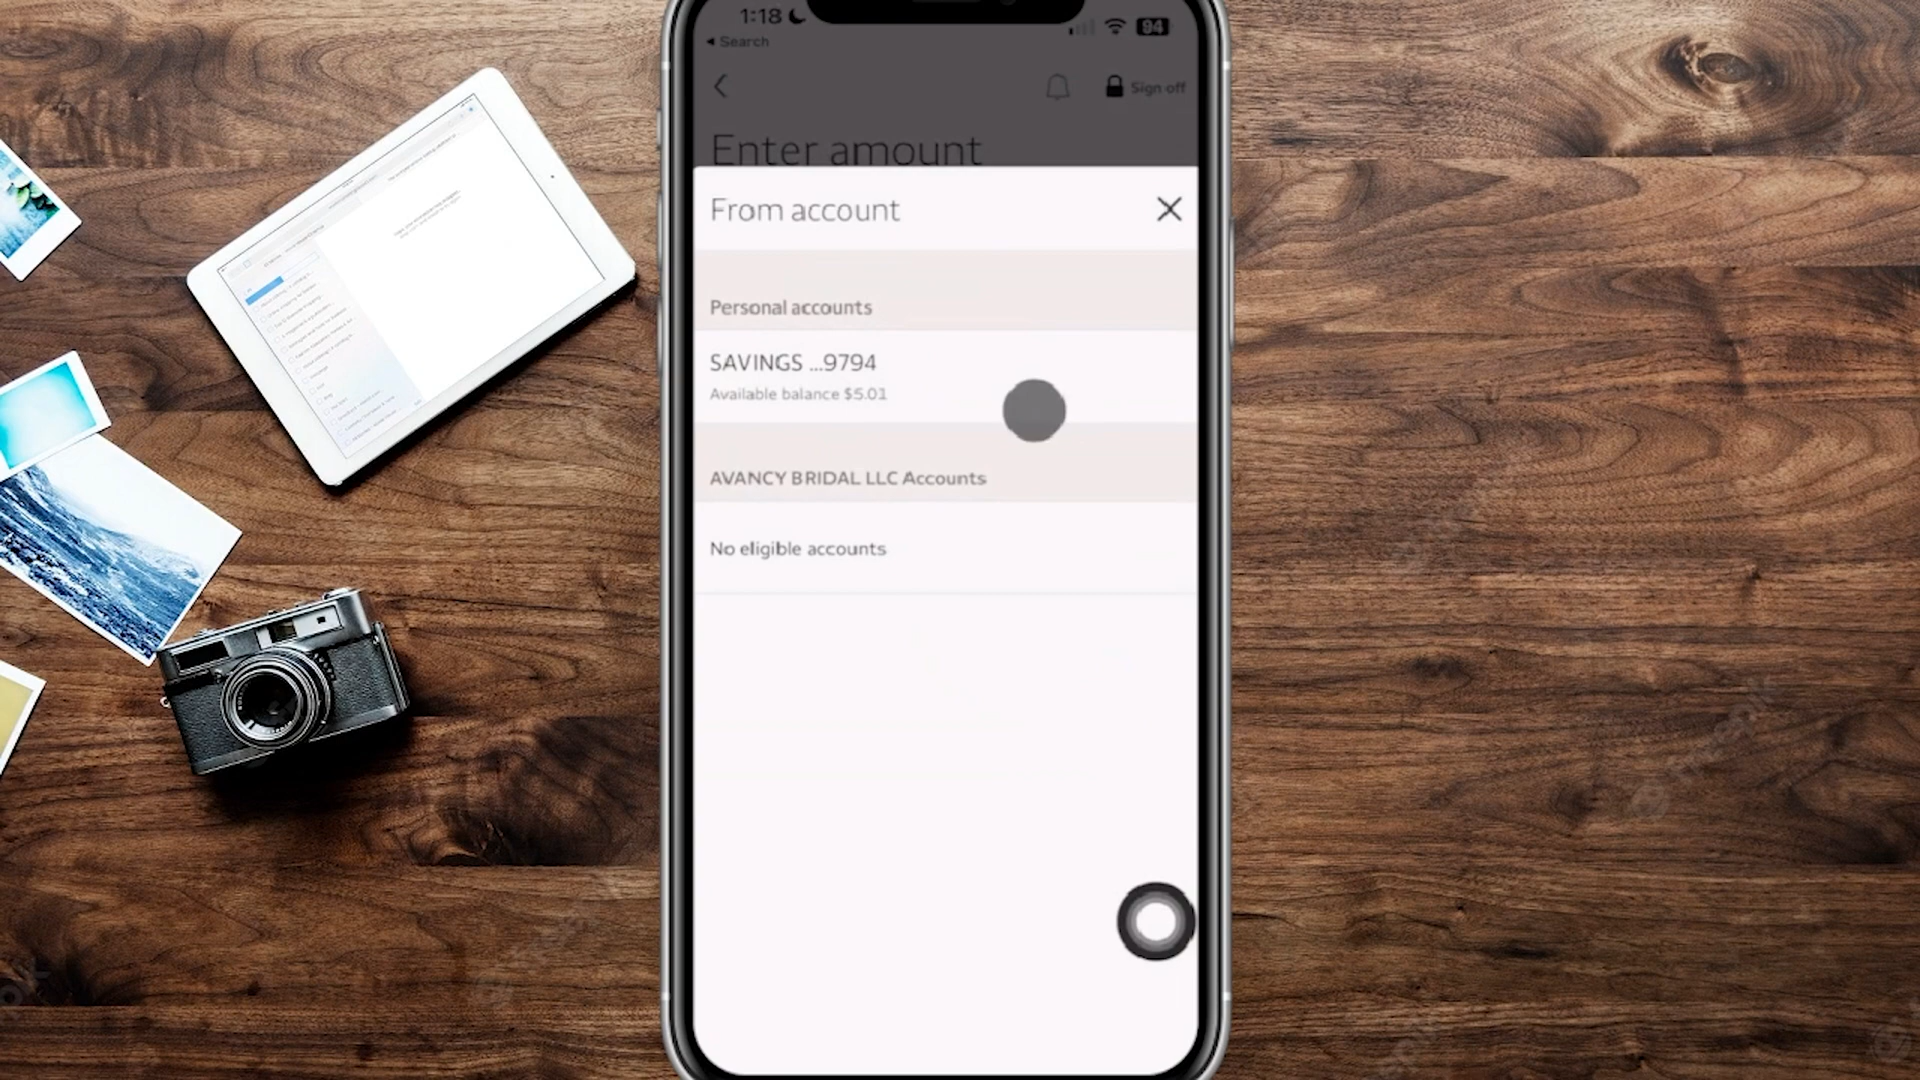 1:18
94
Search
Sign off
Enter amount
From account
Personal accounts
SAVINGS ...9794
Available balance $5.01
AVANCY BRIDAL LLC Accounts
No eligible accounts